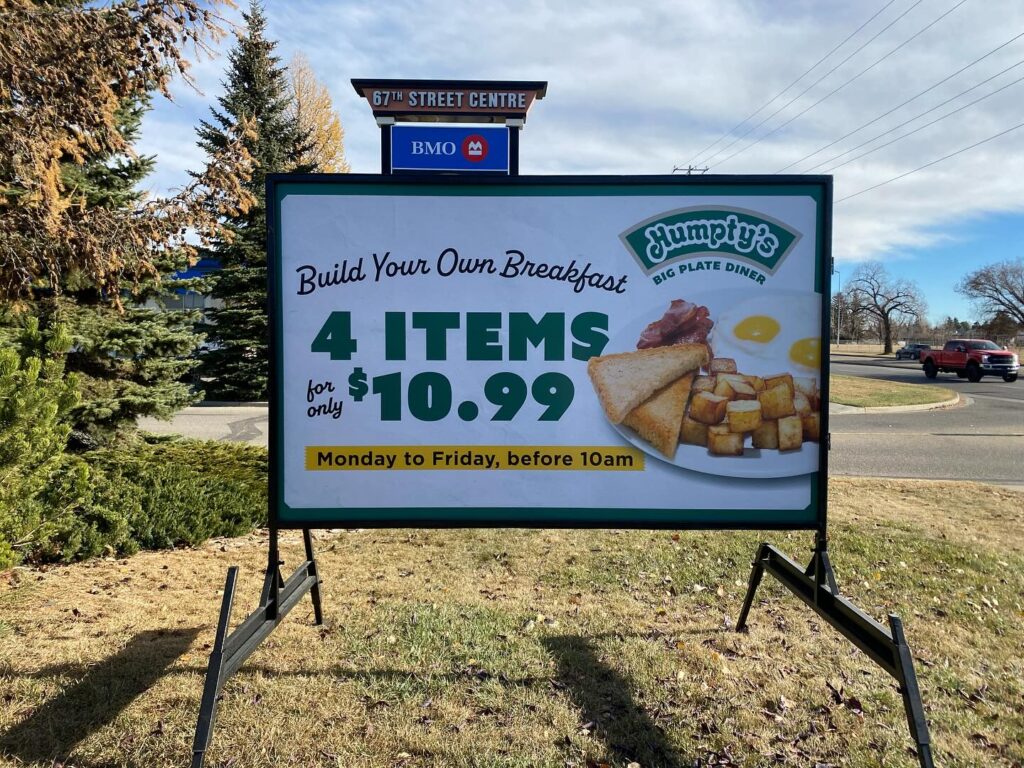 67TH STREET CENTRE
BMO
Humpty's
BIG PLATE DINER
Build Your Own Breakfast
4 ITEMS
for only $10.99
Monday to Friday, before 10am